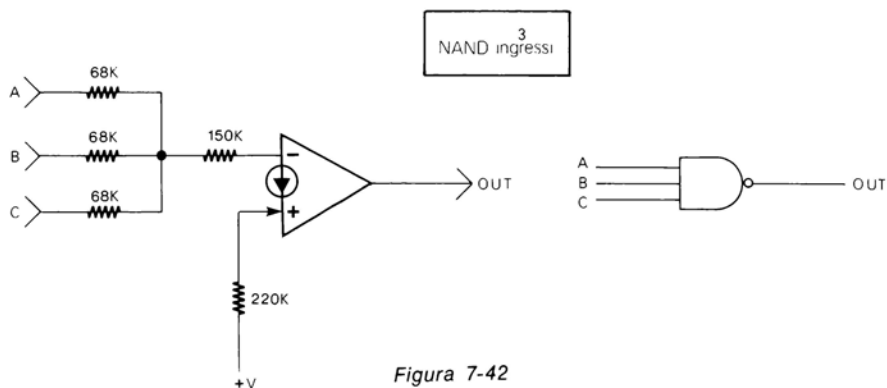 NAND 3 ingressi
A
68K
B
68K
150K
C
68K
−
+
OUT
220K
+V
A
B
C
OUT
Figura 7-42